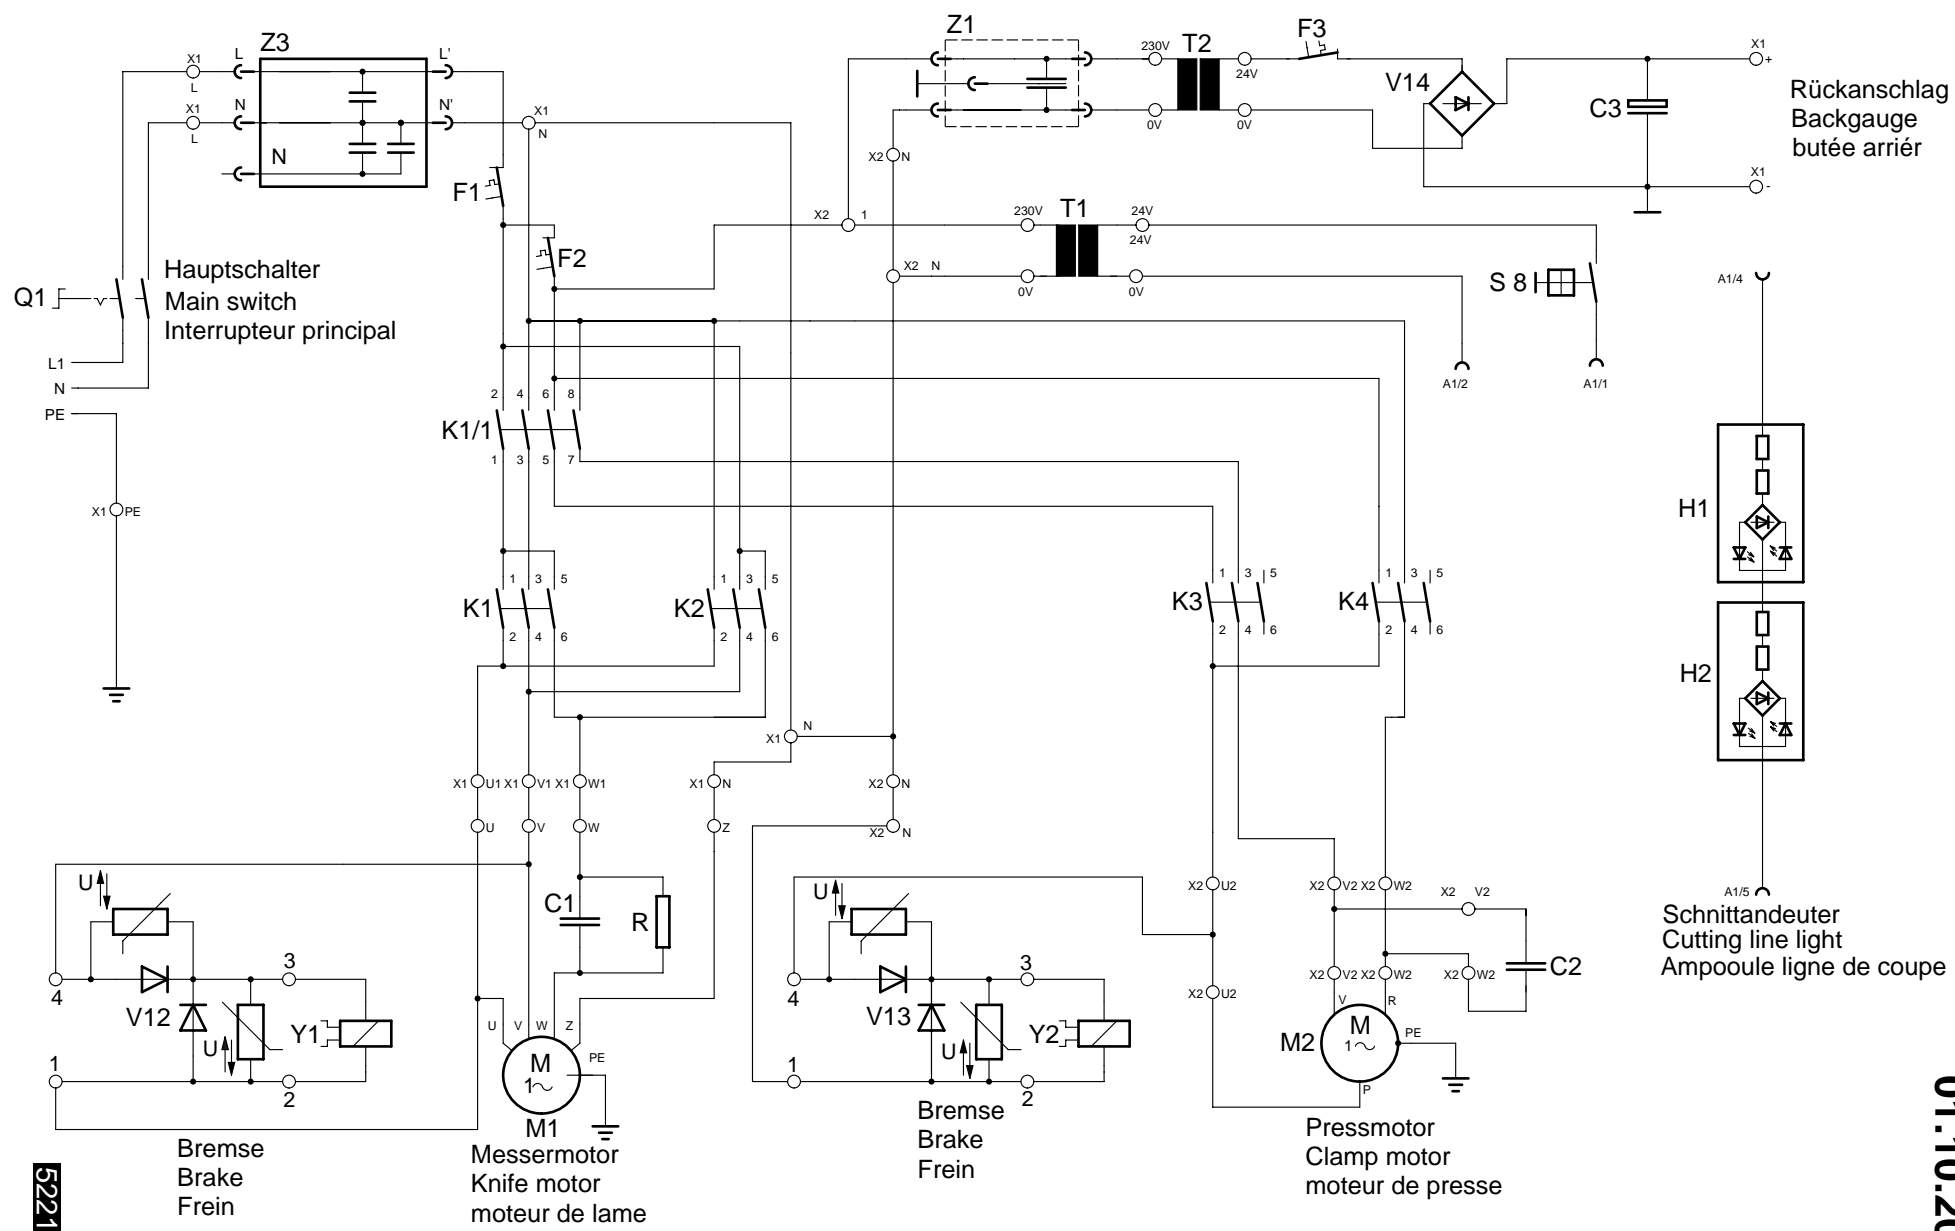 Z3
X1 L L'
L
X1 N N' X1
L N
N
F1
F2
Q1
Hauptschalter
Main switch
Interrupteur principal
L1
N
PE
X1 PE
Z1
230V T2 24V F3
0V 0V
V14
C3
X1 +
X1 -
Rückanschlag
Backgauge
butée arriér
X2 N
X2 1
230V T1 24V
24V
X2 N
0V 0V
S 8
A1/2
A1/1
A1/4
2 4 6 8
K1/1
1 3 5 7
H1
1 3 5
K1
2 4 6
1 3 5
K2
2 4 6
1 3 5
K3
2 4 6
1 3 5
K4
2 4 6
H2
X1 N
X1 U1 X1 V1 X1 W1 X1 N X2 N
U V W Z X2 N
A1/5
Schnittandeuter
Cutting line light
Ampooule ligne de coupe
U
C1
R
4
3
V12
U
Y1
1
2
Bremse
Brake
Frein
U V W Z
PE
M
1~
M1
Messermotor
Knife motor
moteur de lame
U
4
3
V13
U
Y2
1
2
Bremse
Brake
Frein
X2 U2 X2 V2 X2 W2 X2 V2
X2 V2 X2 W2 X2 W2 C2
X2 U2
V R
M2
M
1~
PE
P
Pressmotor
Clamp motor
moteur de presse
5221